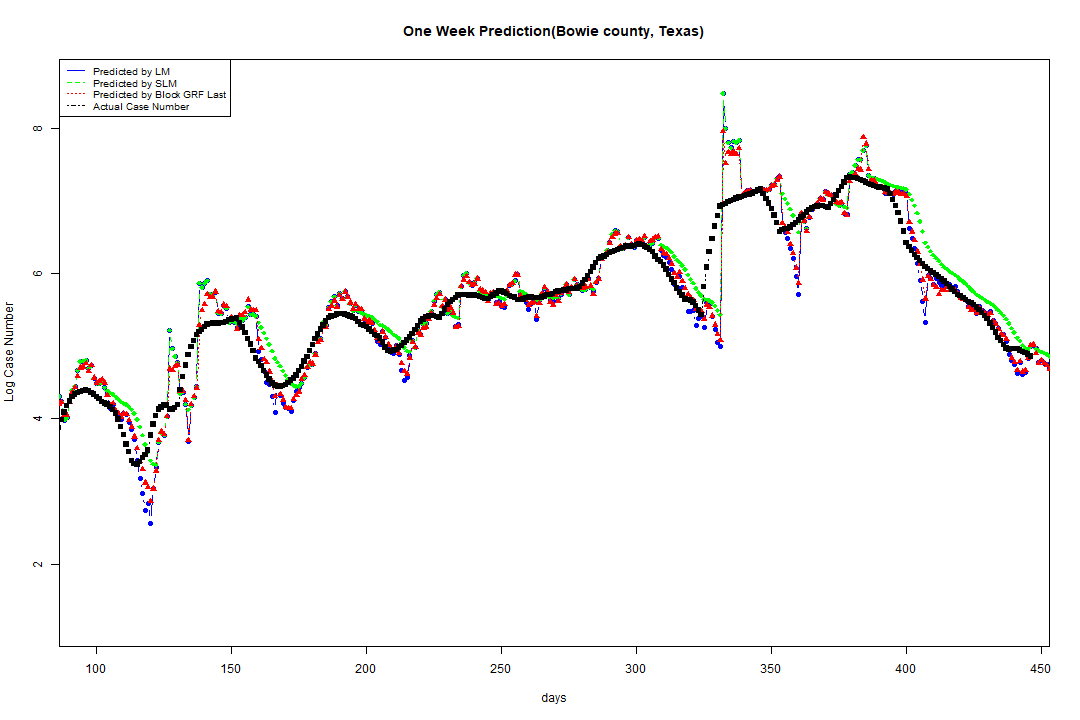 One Week Prediction(Bowie county, Texas)
Predicted by LM
Predicted by SLM
Predicted by Block GRF Last
Actual Case Number
8
6
4
2
Log Case Number
100 150 200 250 300 350 400 450
days